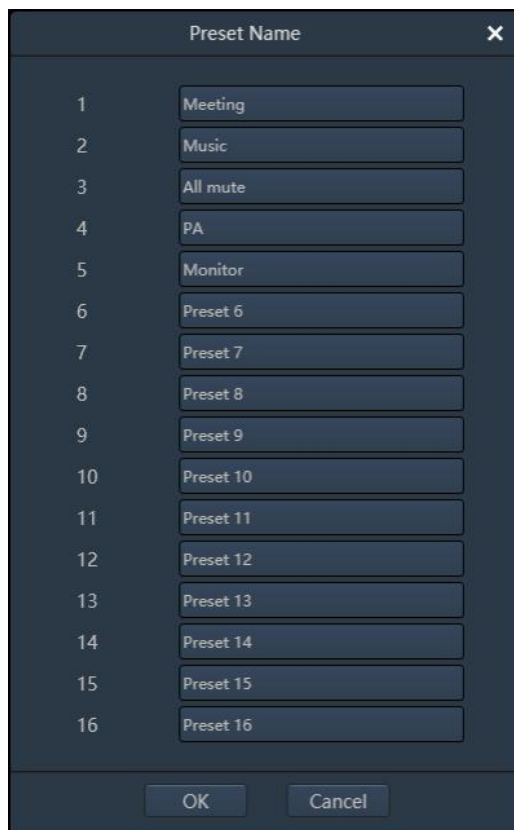 Preset Name
1 Meeting
2 Music
3 All mute
4 PA
5 Monitor
6 Preset 6
7 Preset 7
8 Preset 8
9 Preset 9
10 Preset 10
11 Preset 11
12 Preset 12
13 Preset 13
14 Preset 14
15 Preset 15
16 Preset 16
OK Cancel